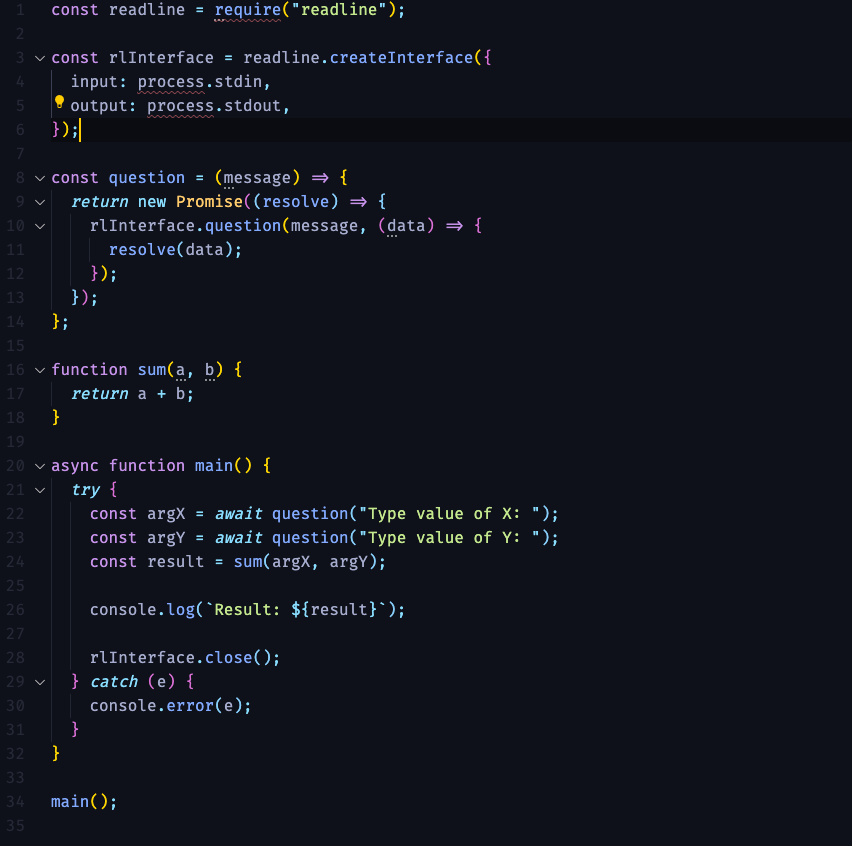 1 const readline = require("readline");
2
3 const rlInterface = readline.createInterface({
4   input: process.stdin,
5   output: process.stdout,
6 });
7
8 const question = (message) => {
9   return new Promise((resolve) => {
10     rlInterface.question(message, (data) => {
11       resolve(data);
12     });
13   });
14 };
15
16 function sum(a, b) {
17   return a + b;
18 }
19
20 async function main() {
21   try {
22     const argX = await question("Type value of X: ");
23     const argY = await question("Type value of Y: ");
24     const result = sum(argX, argY);
25
26     console.log(`Result: ${result}`);
27
28     rlInterface.close();
29   } catch (e) {
30     console.error(e);
31   }
32 }
33
34 main();
35